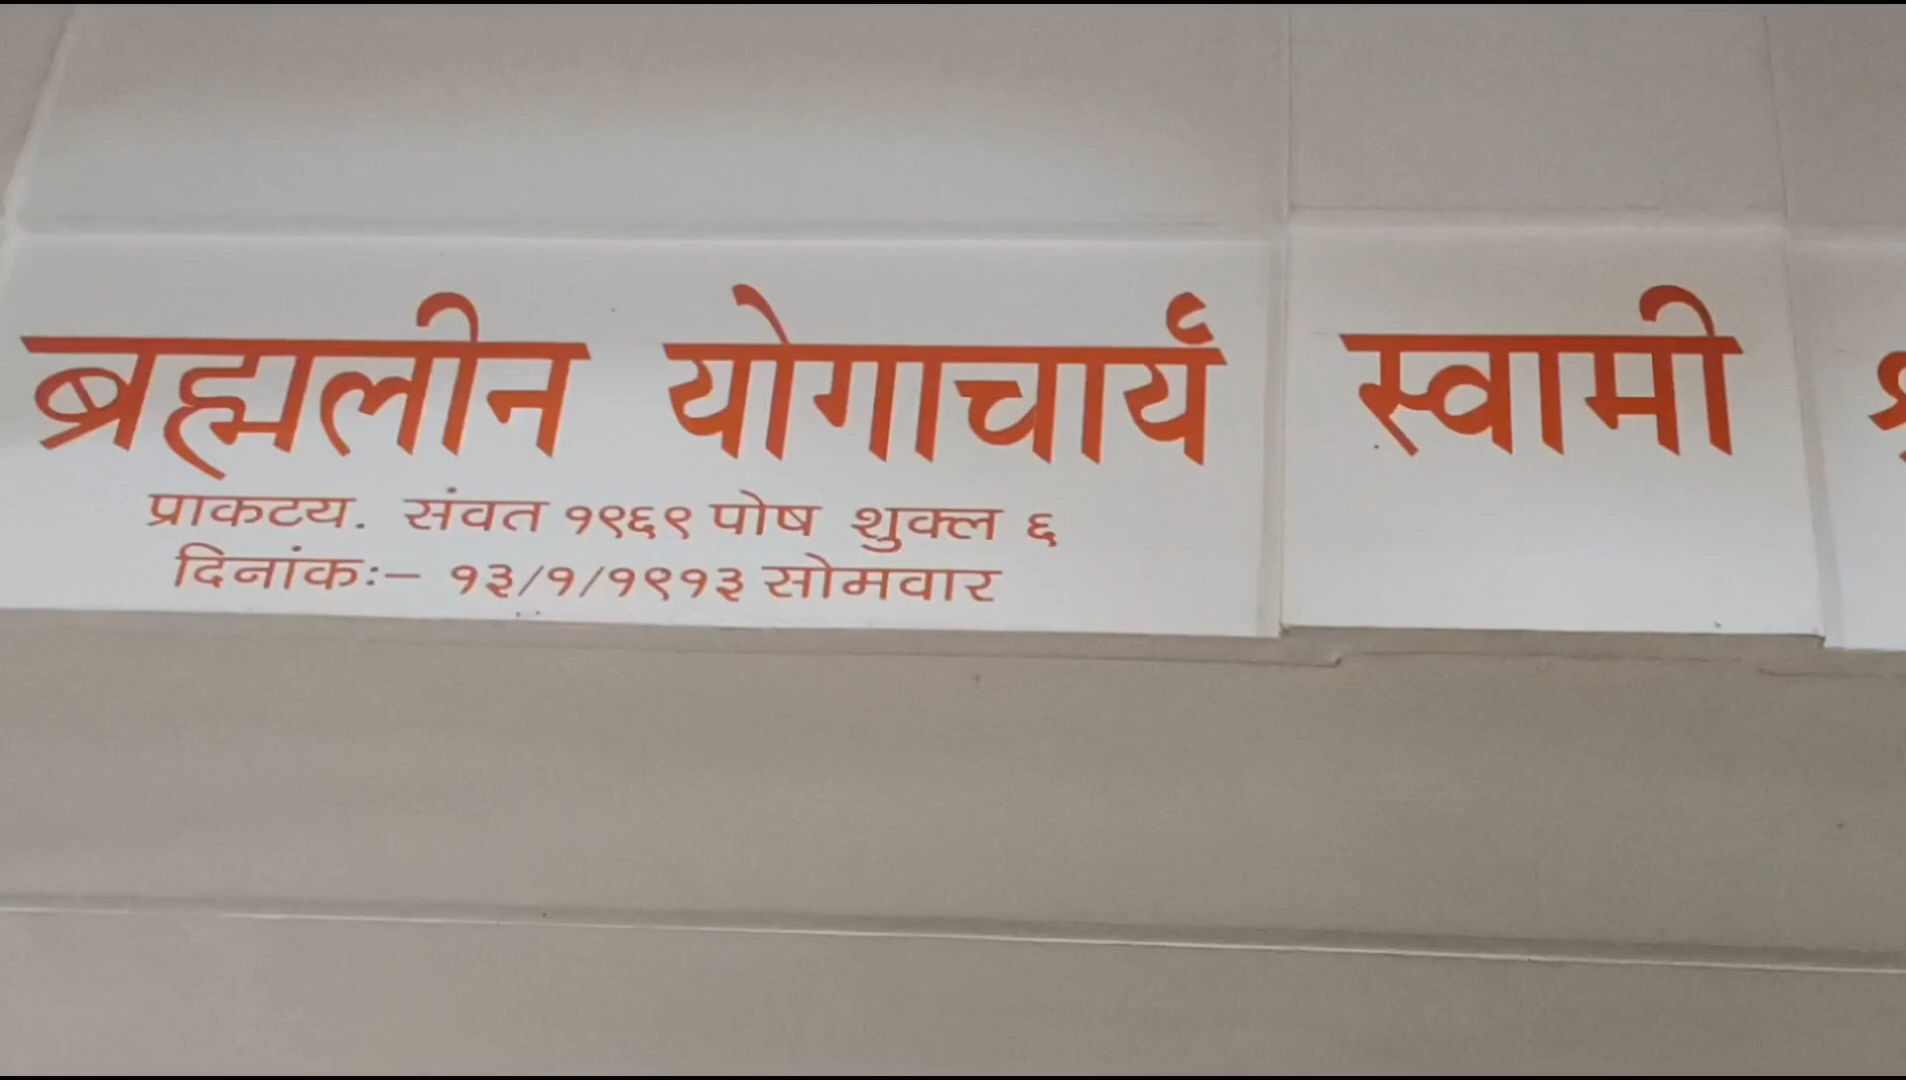 ब्रह्मलीन योगाचार्य स्वामी
प्राकटय. संवत १९६९ पोष शुक्ल ६
दिनांकः– १३/१/१९१३ सोमवार